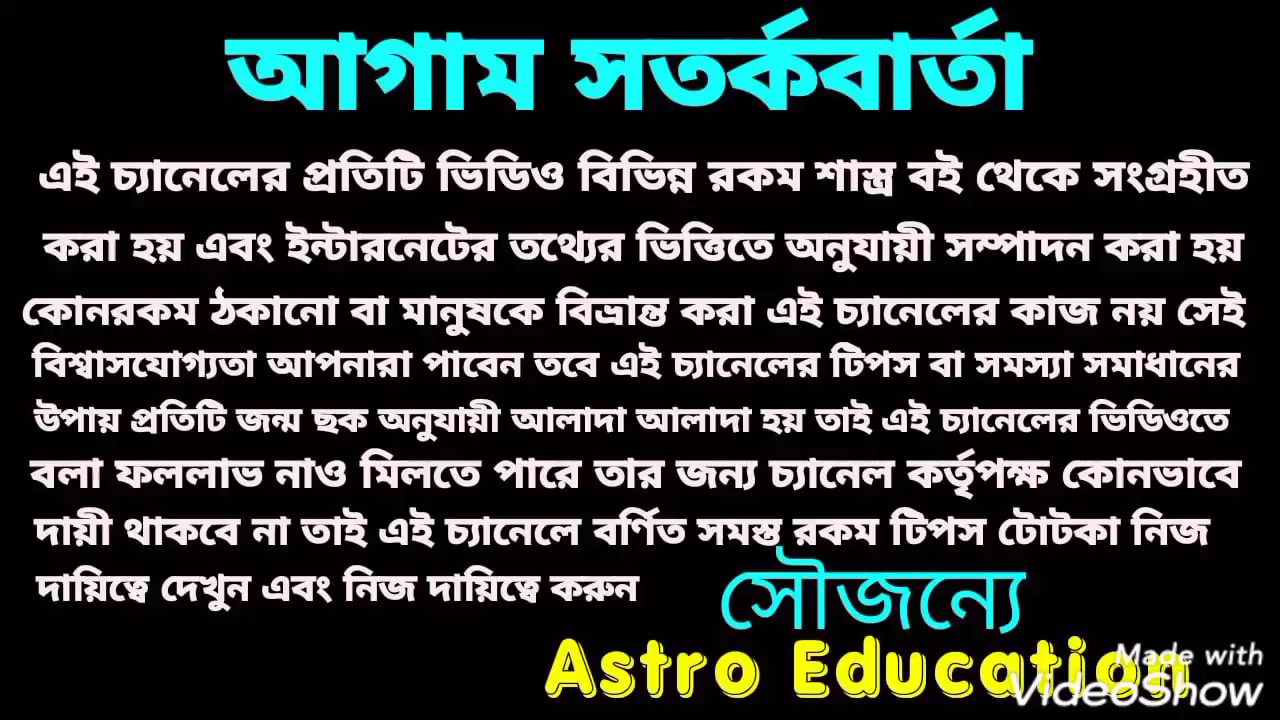 আগাম সতর্কবার্তা
এই চ্যানেলের প্রতিটি ভিডিও বিভিন্ন রকম শাস্ত্র বই থেকে সংগ্রহীত
করা হয় এবং ইন্টারনেটের তথ্যের ভিত্তিতে অনুযায়ী সম্পাদন করা হয়
কোনরকম ঠকানো বা মানুষকে বিভ্রান্ত করা এই চ্যানেলের কাজ নয় সেই
বিশ্বাসযোগ্যতা আপনারা পাবেন তবে এই চ্যানেলের টিপস বা সমস্যা সমাধানের
উপায় প্রতিটি জন্ম ছক অনুযায়ী আলাদা আলাদা হয় তাই এই চ্যানেলের ভিডিওতে
বলা ফললাভ নাও মিলতে পারে তার জন্য চ্যানেল কর্তৃপক্ষ কোনভাবে
দায়ী থাকবে না তাই এই চ্যানেলে বর্ণিত সমস্ত রকম টিপস টোটকা নিজ
দায়িত্বে দেখুন এবং নিজ দায়িত্বে করুন
সৌজন্যে
Astro Education
Made with
VideoShow